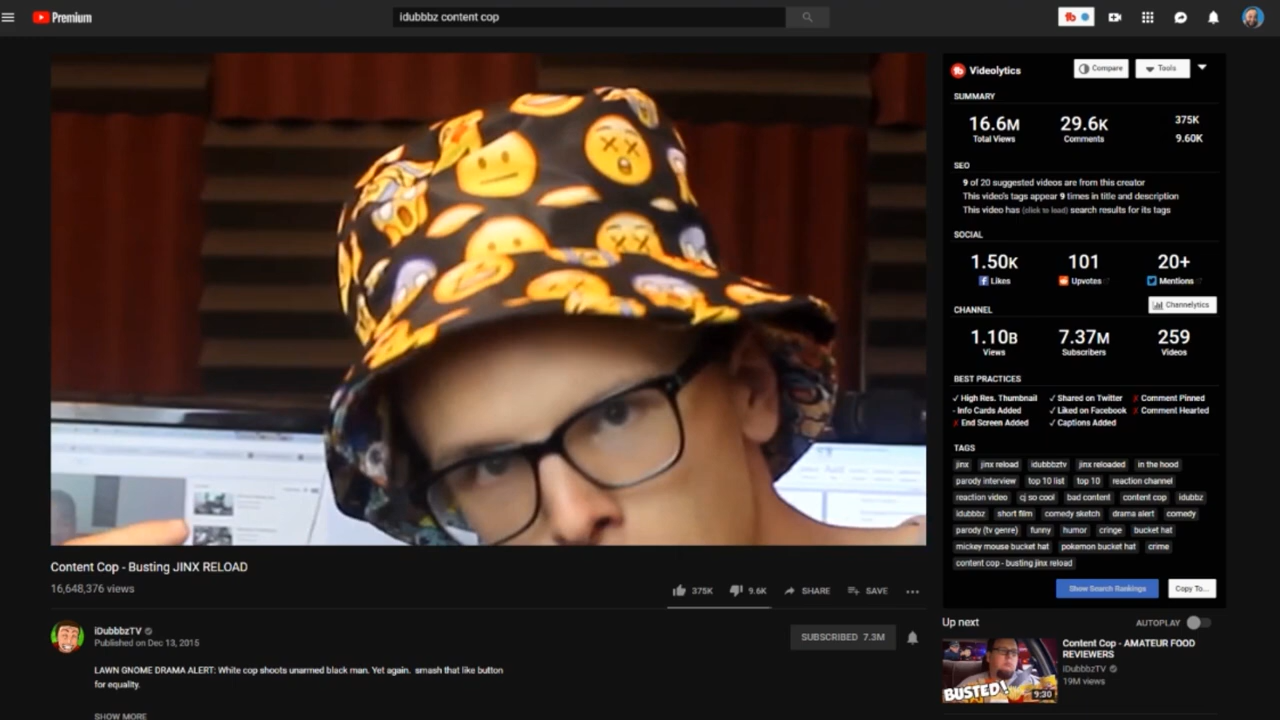 Premium
idubbbz content cop
Content Cop - Busting JINX RELOAD
16,648,376 views
375K
9.6K
SHARE
SAVE
iDubbbzTV
Published on Dec 13, 2015
SUBSCRIBED 7.3M
LAWN GNOME DRAMA ALERT: White cop shoots unarmed black man. Yet again. smash that like button
for equality.
SHOW MORE
Videolytics
Compare
Tools
SUMMARY
16.6M
29.6K
375K
Total Views
Comments
9.60K
SEO
9 of 20 suggested videos are from this creator
This video's tags appear 9 times in title and description
This video has (click to load) search results for its tags
SOCIAL
1.50K
101
20+
Likes
Upvotes
Mentions
Channelytics
CHANNEL
1.10B
7.37M
259
Views
Subscribers
Videos
BEST PRACTICES
✓ High Res. Thumbnail ✓ Shared on Twitter ✗ Comment Pinned
- Info Cards Added ✓ Liked on Facebook ✗ Comment Hearted
✗ End Screen Added ✓ Captions Added
TAGS
jinx jinx reload idubbbztv jinx reloaded in the hood
parody interview top 10 list top 10 reaction channel
reaction video cj so cool bad content content cop idubbz
idubbbz short film comedy sketch drama alert comedy
parody (tv genre) funny humor cringe bucket hat
mickey mouse bucket hat pokemon bucket hat crime
content cop - busting jinx reload
Show Search Rankings
Copy To...
Up next
AUTOPLAY
BUSTED!
9:30
Content Cop - AMATEUR FOOD
REVIEWERS
iDubbbzTV
19M views